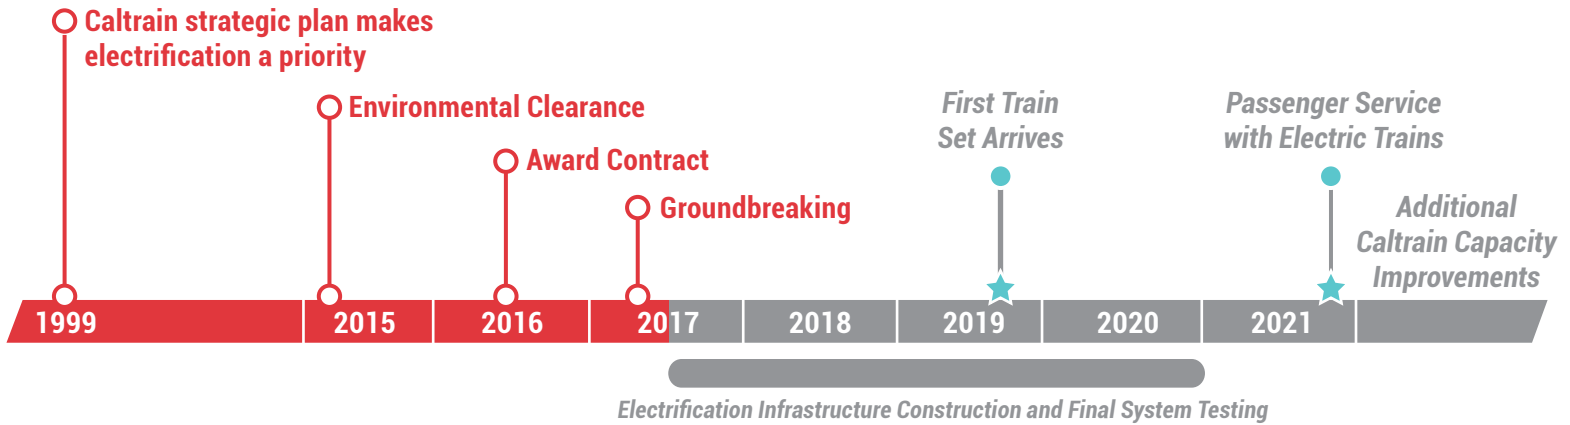 Caltrain strategic plan makes
electrification a priority
Environmental Clearance
Award Contract
Groundbreaking
First Train
Set Arrives
Passenger Service
with Electric Trains
Additional
Caltrain Capacity
Improvements
1999 2015 2016 2017 2018 2019 2020 2021
Electrification Infrastructure Construction and Final System Testing